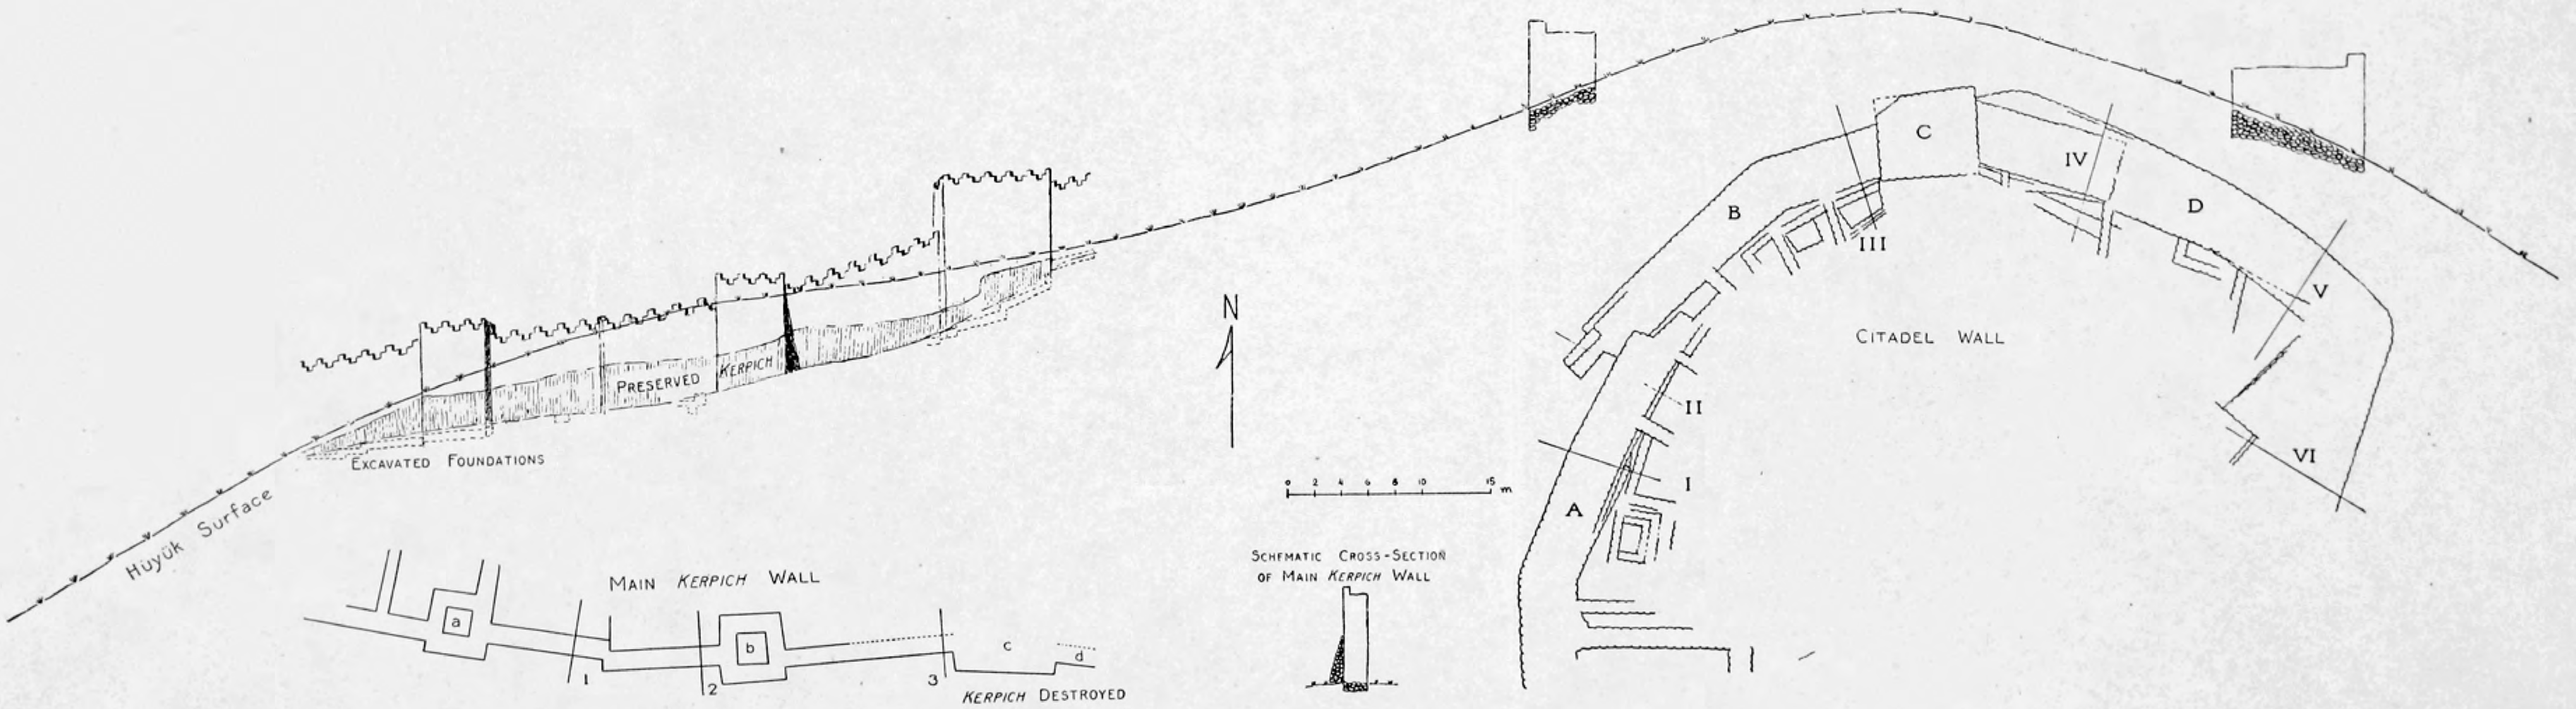 PRESERVED KERPICH
EXCAVATED FOUNDATIONS
Hüyük Surface
MAIN KERPICH WALL
a
b
c
d
1
2
3
KERPICH DESTROYED
N
0 2 4 6 8 10 15 m
SCHEMATIC CROSS-SECTION
OF MAIN KERPICH WALL
CITADEL WALL
A
B
C
D
I
II
III
IV
V
VI